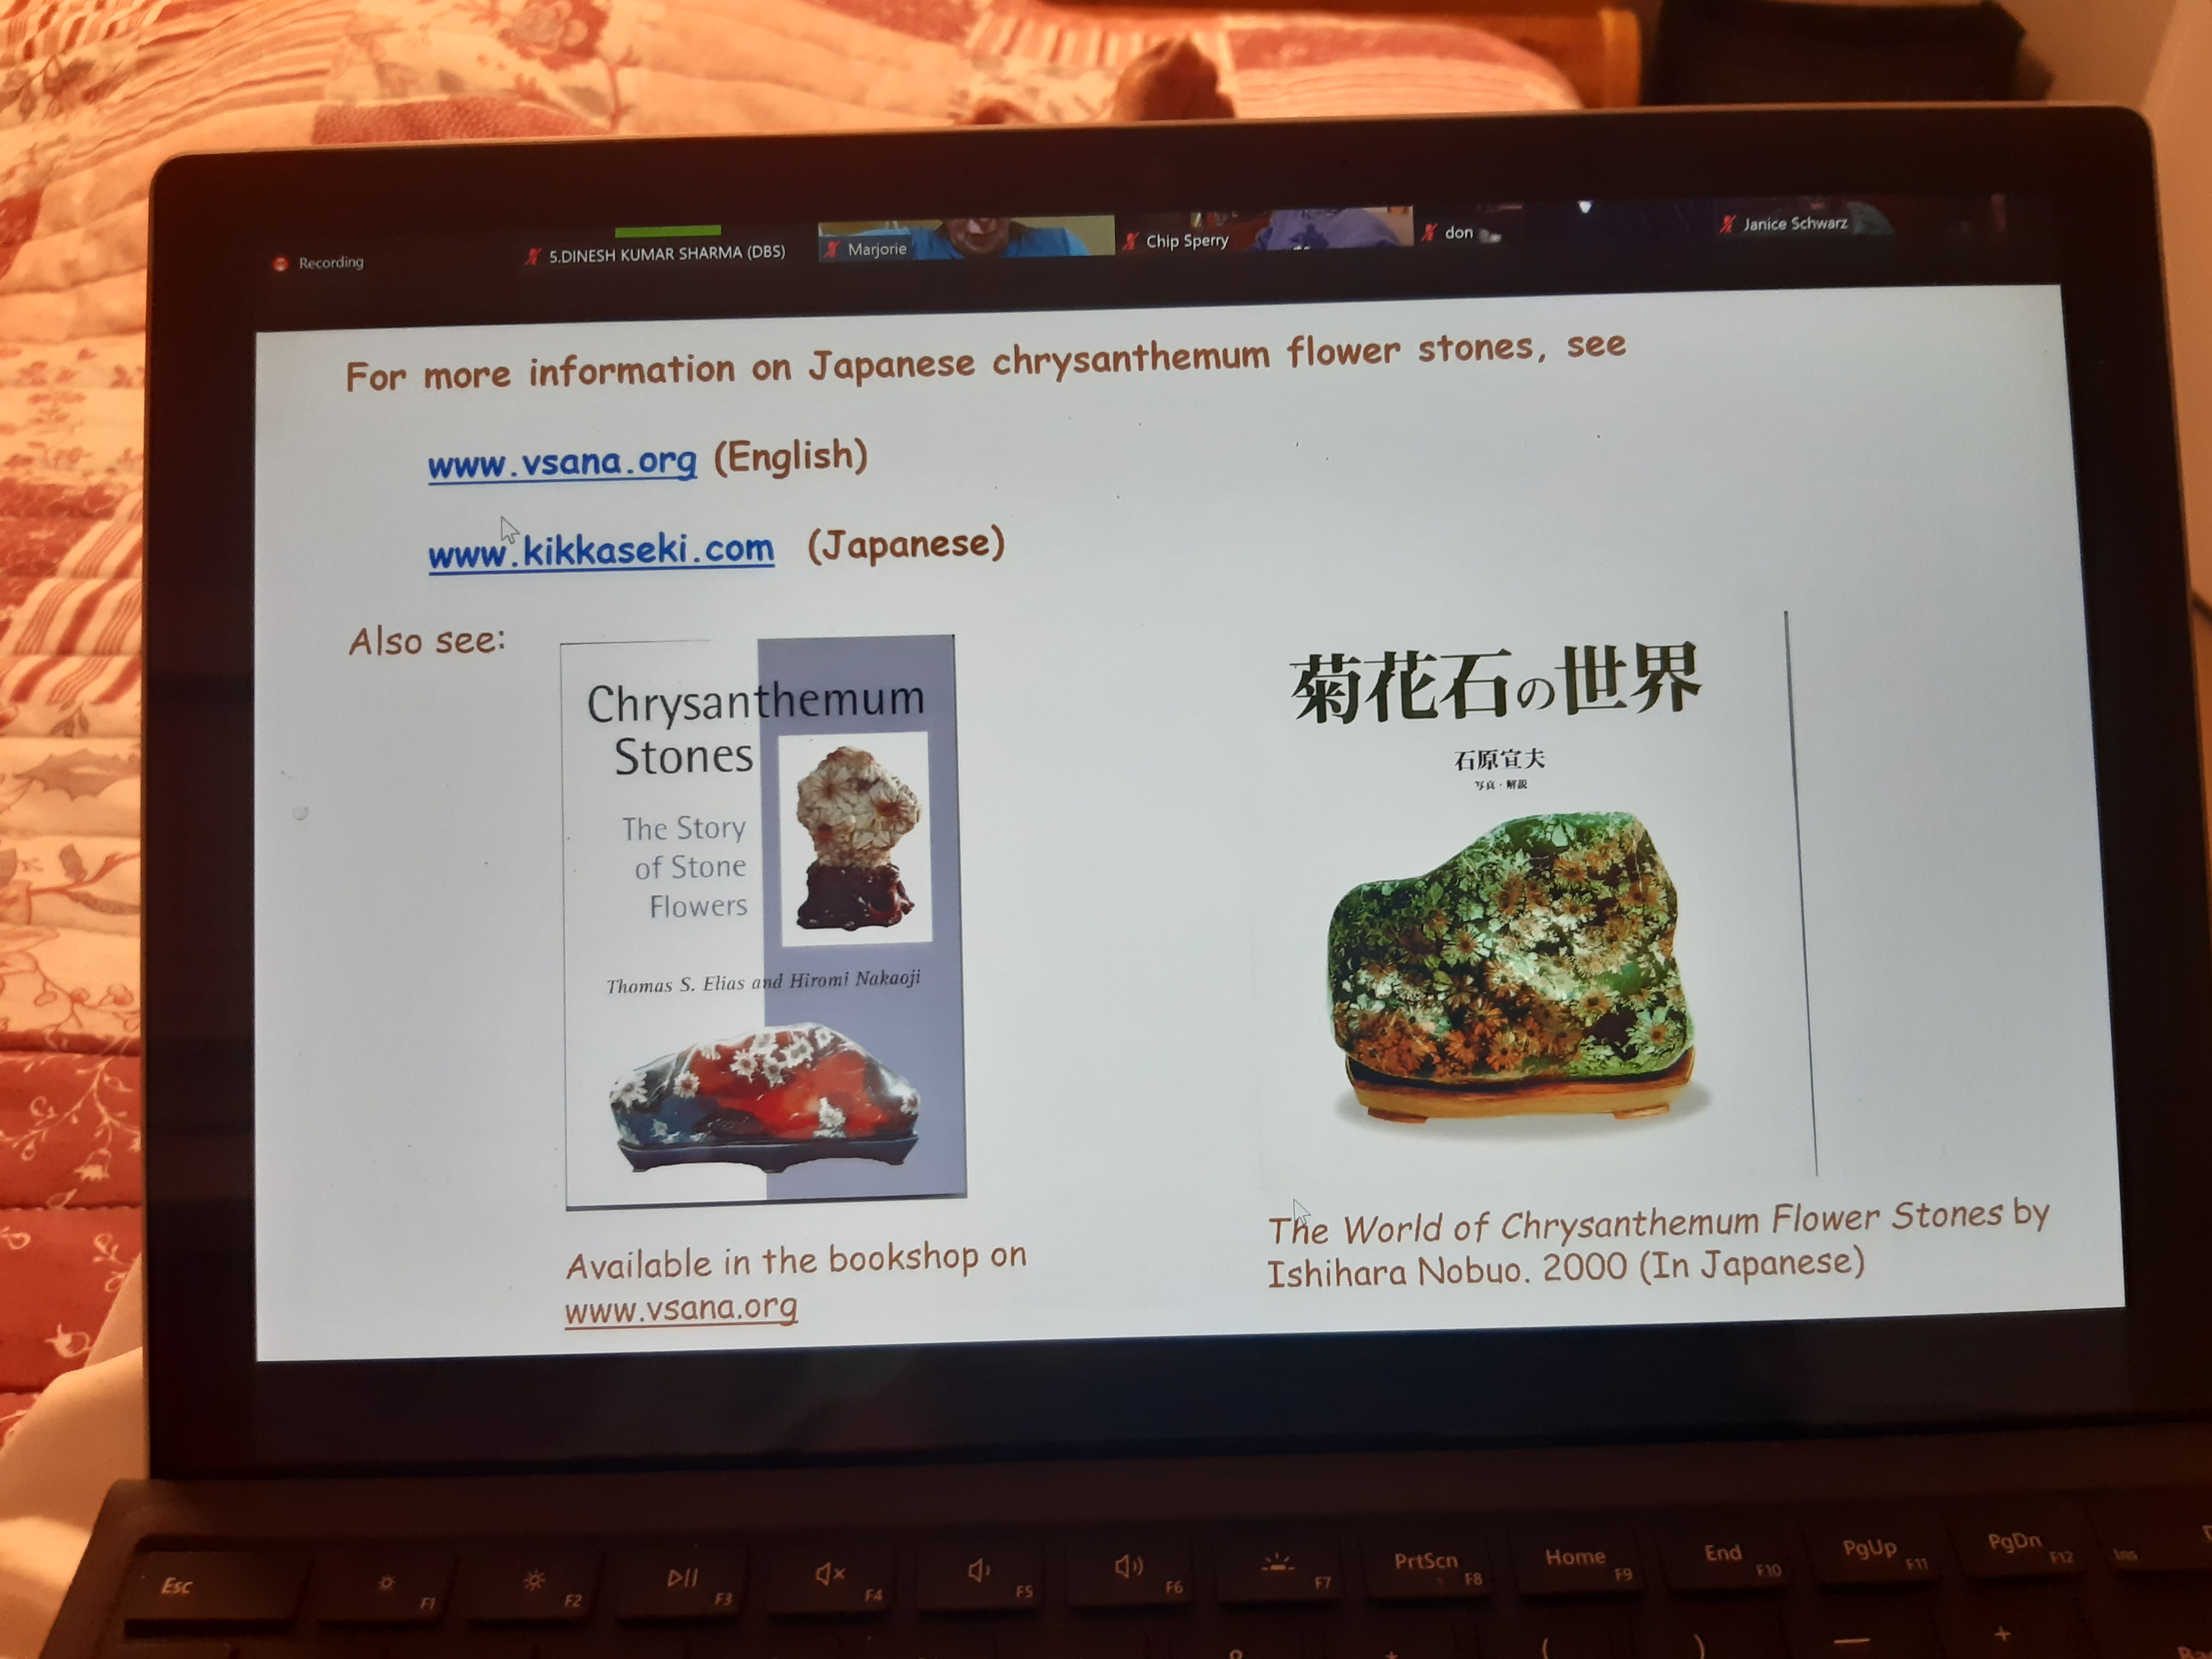 Recording
5.DINESH KUMAR SHARMA (DBS)
Marjorie
Chip Sperry
don
Janice Schwarz
For more information on Japanese chrysanthemum flower stones, see
www.vsana.org (English)
www.kikkaseki.com (Japanese)
Also see:
Chrysanthemum
Stones
The Story
of Stone
Flowers
Thomas S. Elias and Hiromi Nakaoji
Available in the bookshop on
www.vsana.org
菊花石の世界
石原宜夫
写真・解説
The World of Chrysanthemum Flower Stones by
Ishihara Nobuo. 2000 (In Japanese)
Esc
F1
F2
F3
F4
F5
F6
F7
PrtScn F8
Home F9
End F10
PgUp F11
PgDn F12
Ins
( ) — +